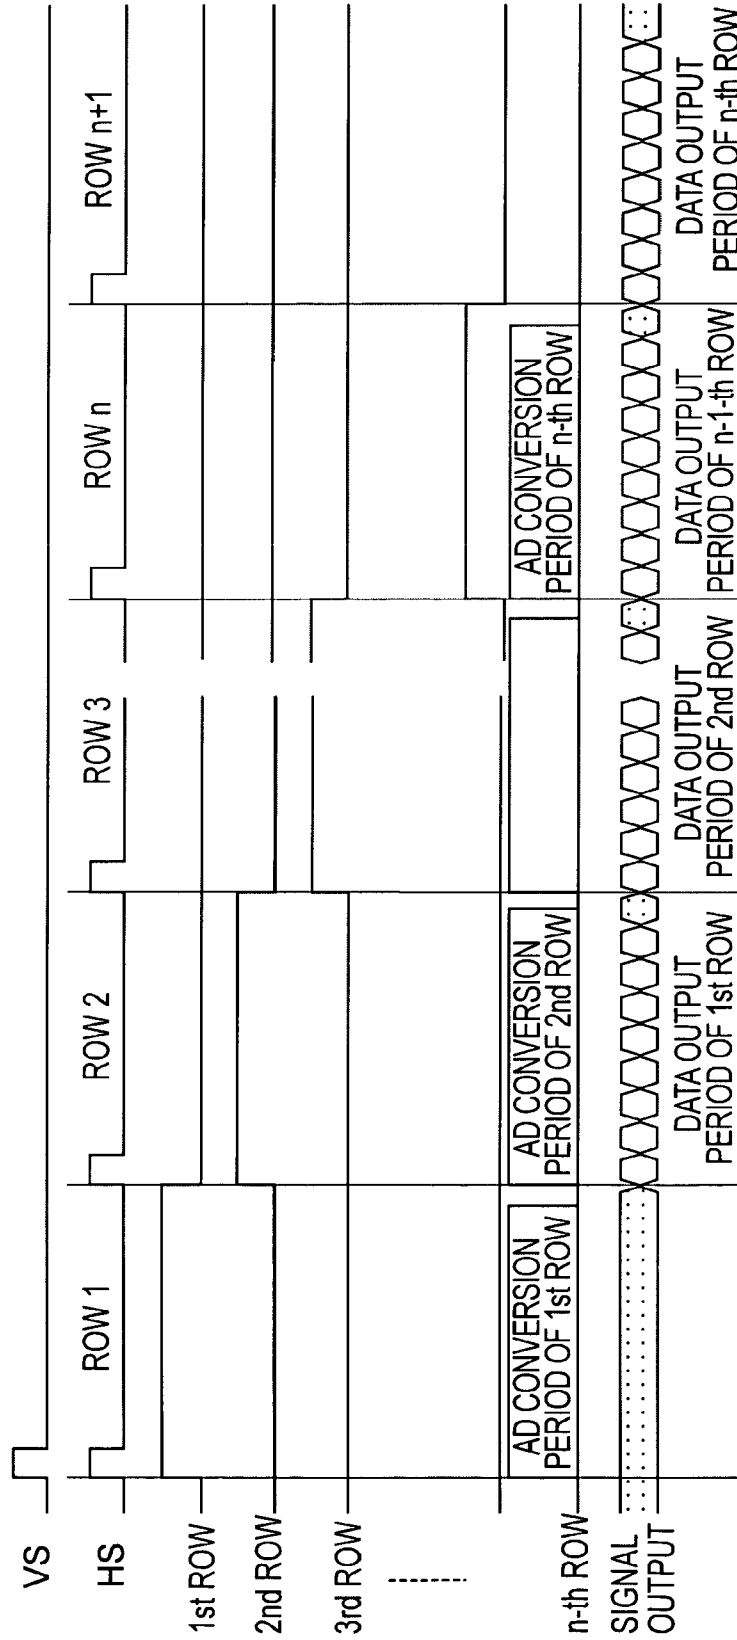 VS
HS
ROW 1
ROW 2
ROW 3
ROW n
ROW n+1
1st ROW
2nd ROW
3rd ROW
n-th ROW
AD CONVERSION
PERIOD OF 1st ROW
AD CONVERSION
PERIOD OF 2nd ROW
AD CONVERSION
PERIOD OF n-th ROW
SIGNAL
OUTPUT
DATA OUTPUT
PERIOD OF 1st ROW
DATA OUTPUT
PERIOD OF 2nd ROW
DATA OUTPUT
PERIOD OF n-1-th ROW
DATA OUTPUT
PERIOD OF n-th ROW